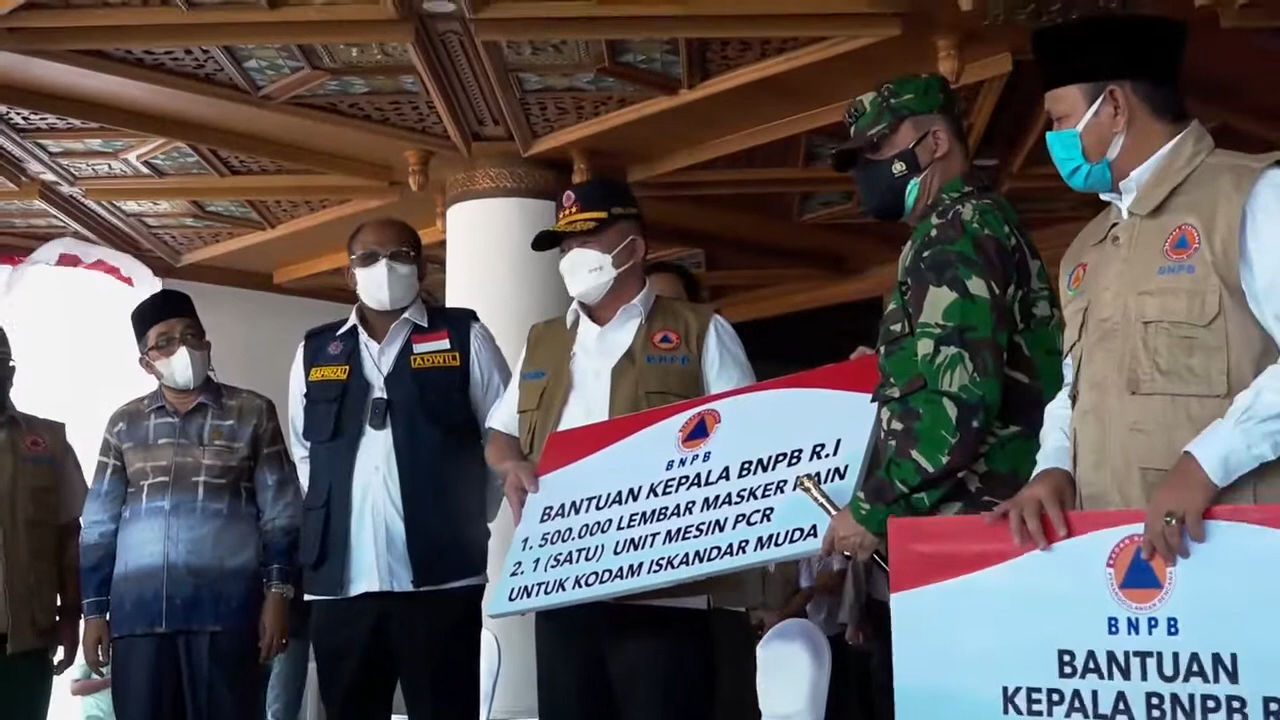 SAFRIZAL
ADWIL
BNPB
BNPB
BNPB
BANTUAN KEPALA BNPB R.I
1. 500.000 LEMBAR MASKER KAIN
2. 1 (SATU) UNIT MESIN PCR
UNTUK KODAM ISKANDAR MUDA
BNPB
BANTUAN
KEPALA BNPB R